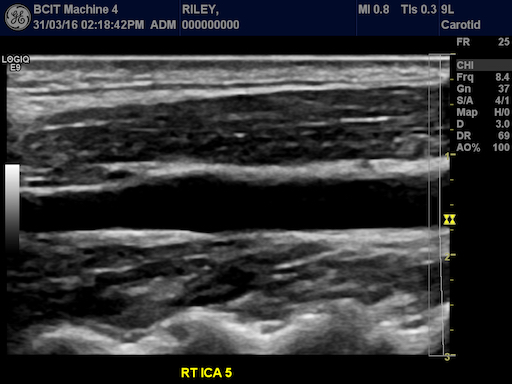 BCIT Machine 4
RILEY,
MI 0.8 TIs 0.3 9L
31/03/16 02:18:42PM ADM 000000000
Carotid
LOGIQ
E9
FR 25
CHI
Frq 8.4
Gn 37
S/A 4/1
Map H/0
D 3.0
DR 69
AO% 100
1
2
3
RT ICA 5